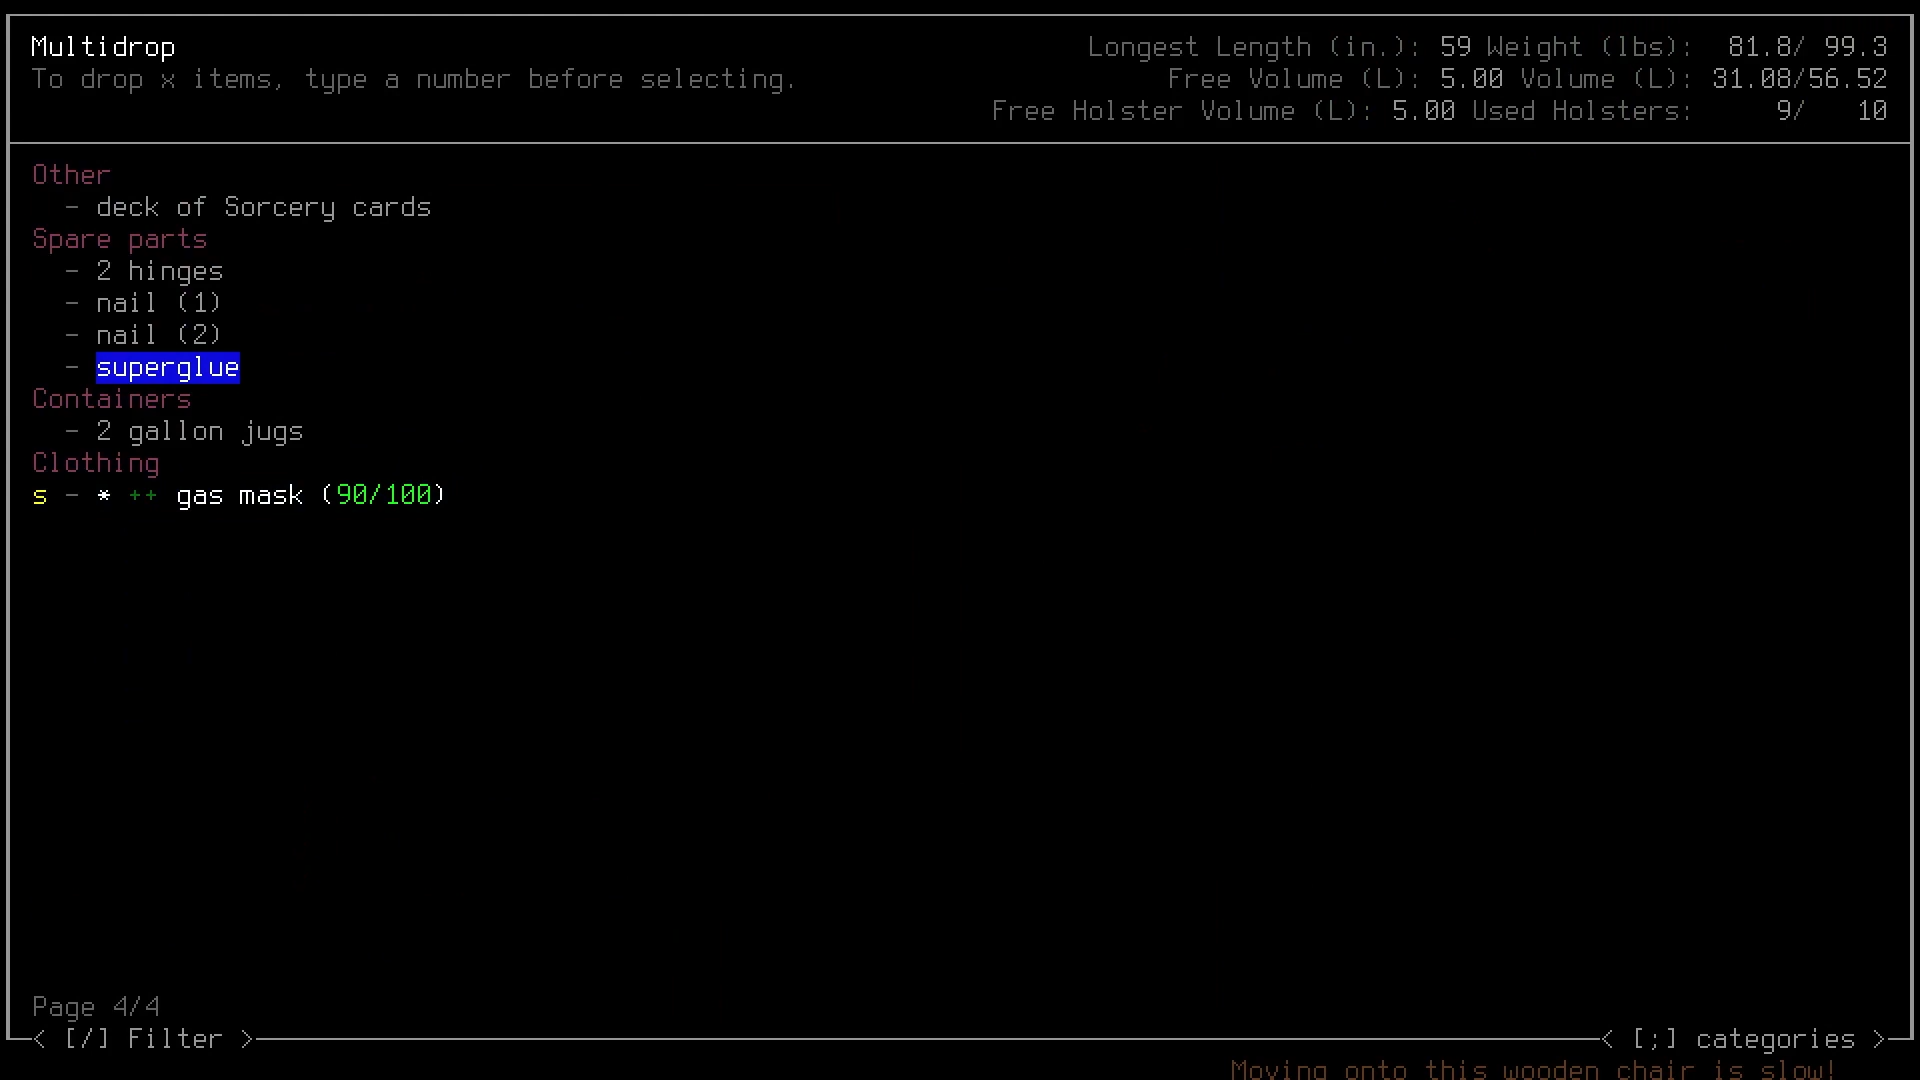 Multidrop Longest Length (in.): 59 Weight (lbs): 81.8/ 99.3
To drop x items, type a number before selecting. Free Volume (L): 5.00 Volume (L): 31.08/56.52
Free Holster Volume (L): 5.00 Used Holsters: 9/ 10
Other
- deck of Sorcery cards
Spare parts
- 2 hinges
- nail (1)
- nail (2)
- superglue
Containers
- 2 gallon jugs
Clothing
s - * ++ gas mask (90/100)
Page 4/4
< [/] Filter > < [;] categories >
Moving onto this wooden chair is slow!